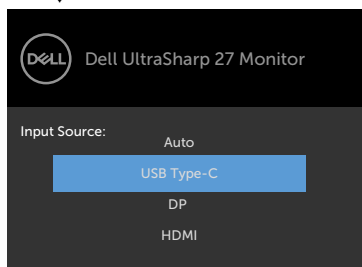 DELL
Dell UltraSharp 27 Monitor
Input Source:
Auto
USB Type-C
DP
HDMI